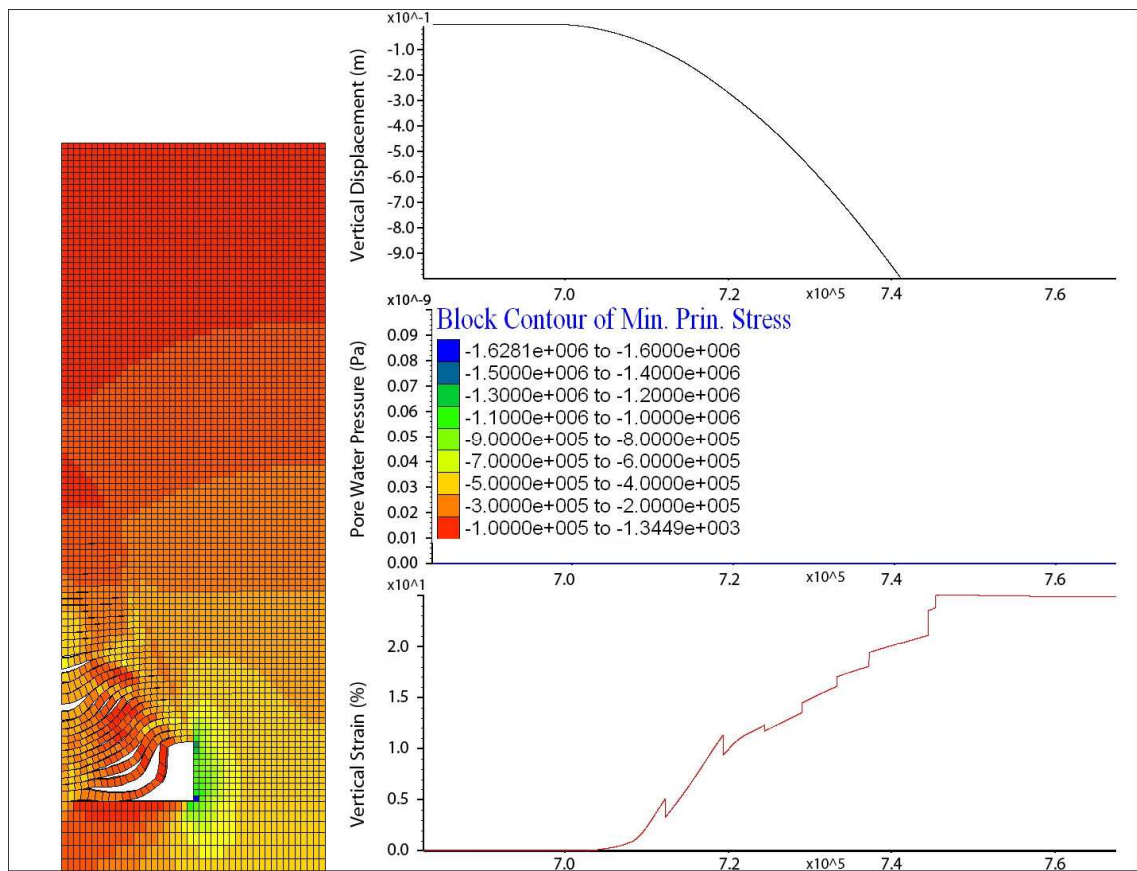 x10^-1
Vertical Displacement (m)
-1.0
-2.0
-3.0
-4.0
-5.0
-6.0
-7.0
-8.0
-9.0
7.0 7.2 x10^5 7.4 7.6
x10^-9
Pore Water Pressure (Pa)
0.09
0.08
0.07
0.06
0.05
0.04
0.03
0.02
0.01
0.00
Block Contour of Min. Prin. Stress
-1.6281e+006 to -1.6000e+006
-1.5000e+006 to -1.4000e+006
-1.3000e+006 to -1.2000e+006
-1.1000e+006 to -1.0000e+006
-9.0000e+005 to -8.0000e+005
-7.0000e+005 to -6.0000e+005
-5.0000e+005 to -4.0000e+005
-3.0000e+005 to -2.0000e+005
-1.0000e+005 to -1.3449e+003
7.0 7.2 x10^5 7.4 7.6
x10^1
Vertical Strain (%)
2.0
1.5
1.0
0.5
0.0
7.0 7.2 x10^5 7.4 7.6